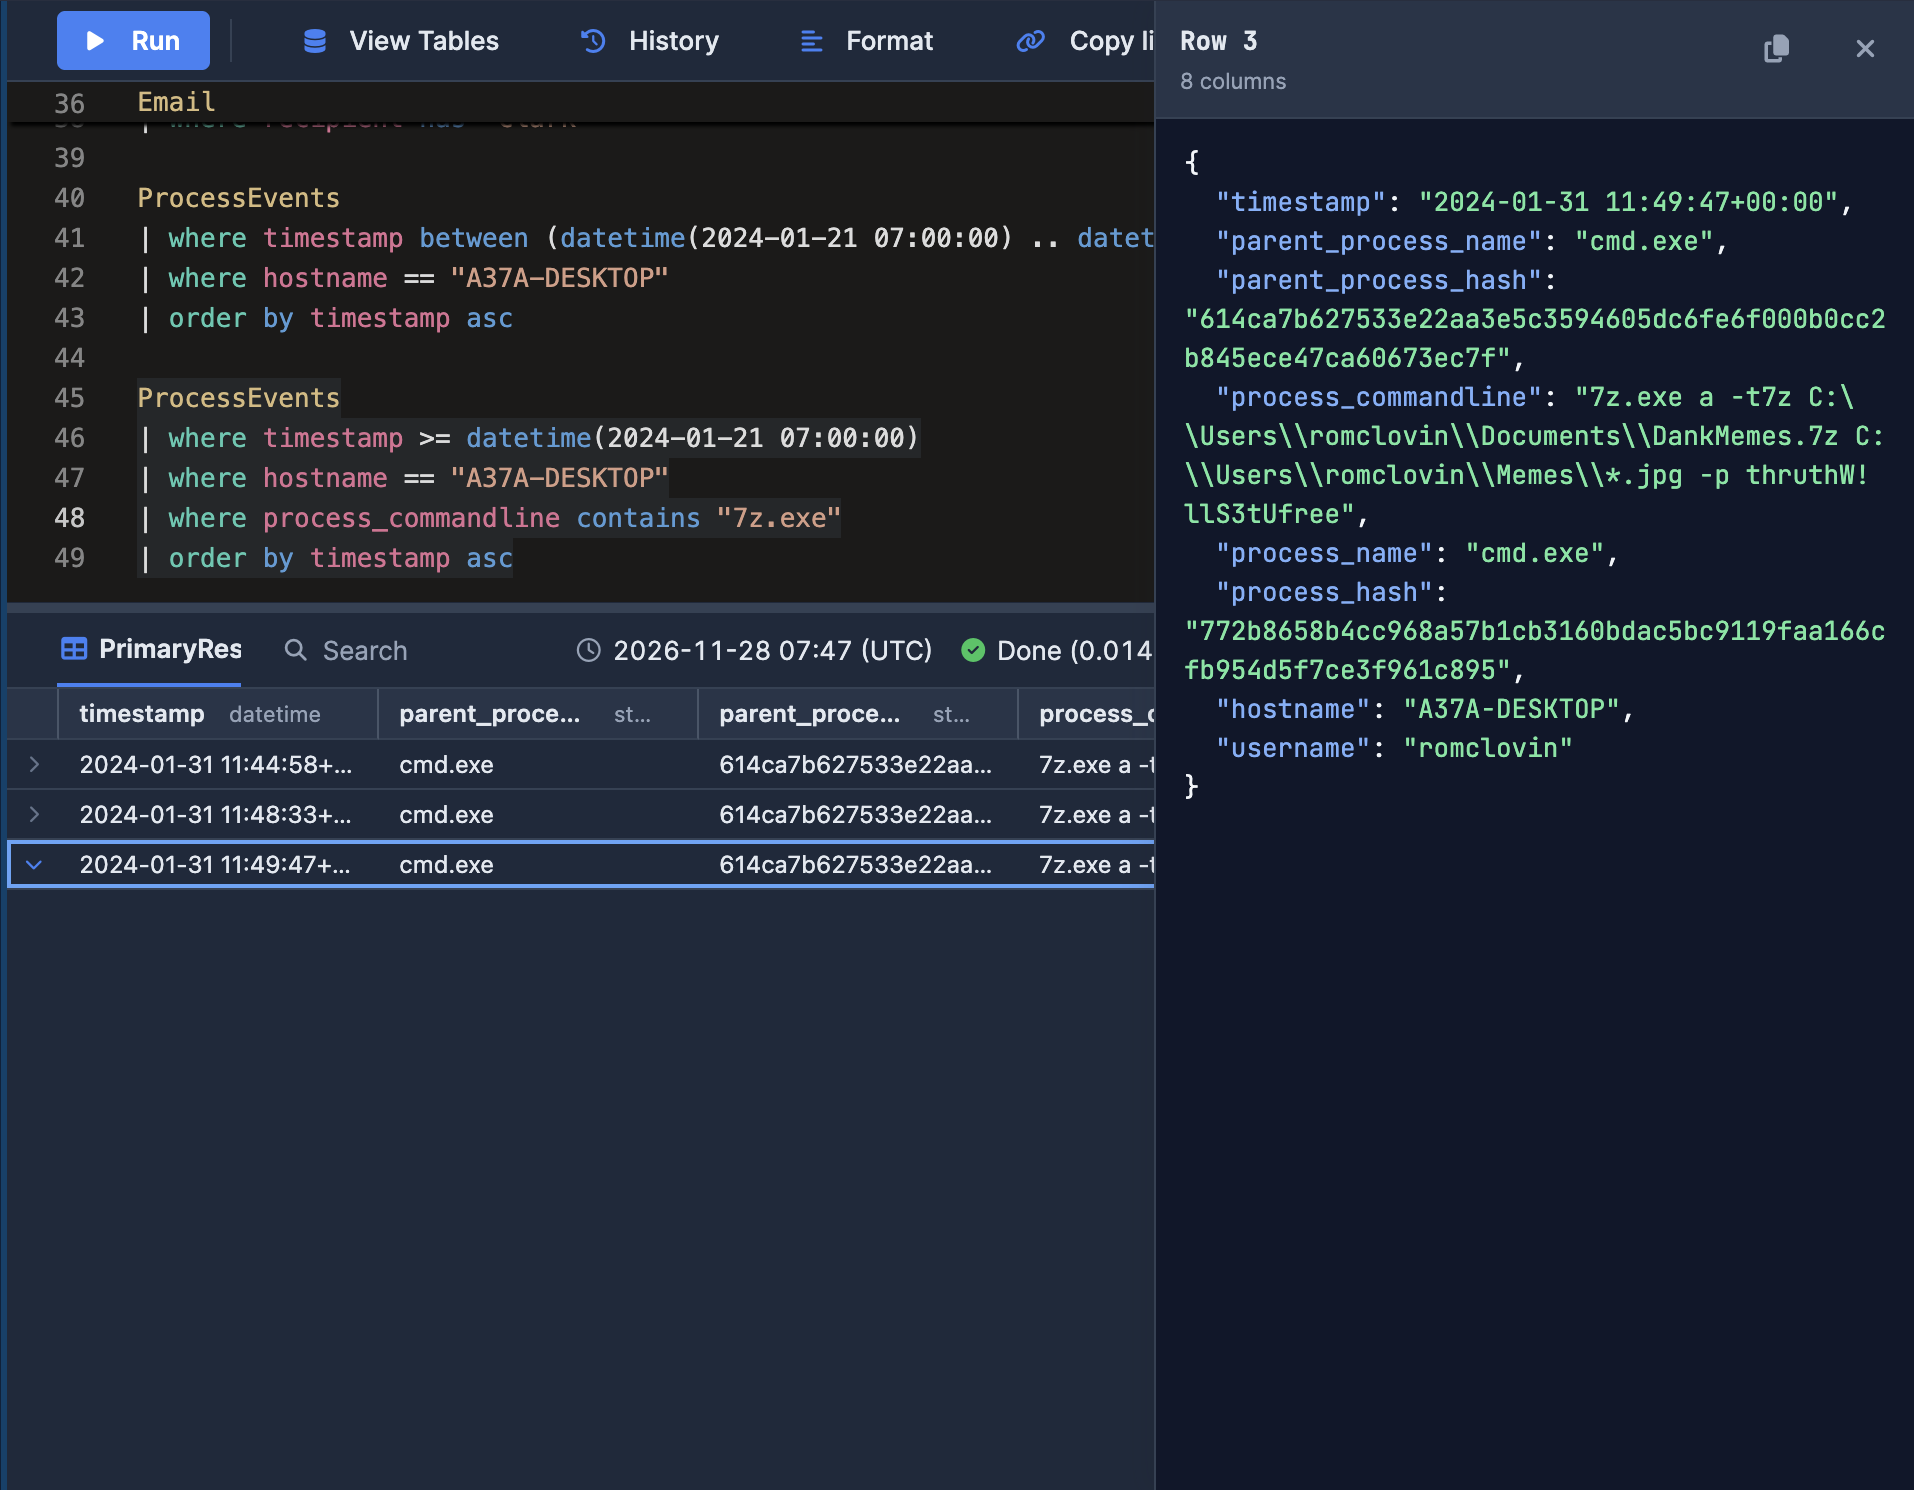 Run
View Tables
History
Format
Copy li
36 Email
39
40 ProcessEvents
41 | where timestamp between (datetime(2024-01-21 07:00:00) .. datet
42 | where hostname == "A37A-DESKTOP"
43 | order by timestamp asc
44
45 ProcessEvents
46 | where timestamp >= datetime(2024-01-21 07:00:00)
47 | where hostname == "A37A-DESKTOP"
48 | where process_commandline contains "7z.exe"
49 | order by timestamp asc
PrimaryRes
Search
2026-11-28 07:47 (UTC)
Done (0.014
timestamp datetime parent_proce... st... parent_proce... st... process_c
2024-01-31 11:44:58+... cmd.exe 614ca7b627533e22aa... 7z.exe a -t
2024-01-31 11:48:33+... cmd.exe 614ca7b627533e22aa... 7z.exe a -t
2024-01-31 11:49:47+... cmd.exe 614ca7b627533e22aa... 7z.exe a -t
Row 3
8 columns
{
"timestamp": "2024-01-31 11:49:47+00:00",
"parent_process_name": "cmd.exe",
"parent_process_hash":
"614ca7b627533e22aa3e5c3594605dc6fe6f000b0cc2
b845ece47ca60673ec7f",
"process_commandline": "7z.exe a -t7z C:\
\Users\\romclovin\\Documents\\DankMemes.7z C:
\\Users\\romclovin\\Memes\\*.jpg -p thruthW!
llS3tUfree",
"process_name": "cmd.exe",
"process_hash":
"772b8658b4cc968a57b1cb3160bdac5bc9119faa166c
fb954d5f7ce3f961c895",
"hostname": "A37A-DESKTOP",
"username": "romclovin"
}